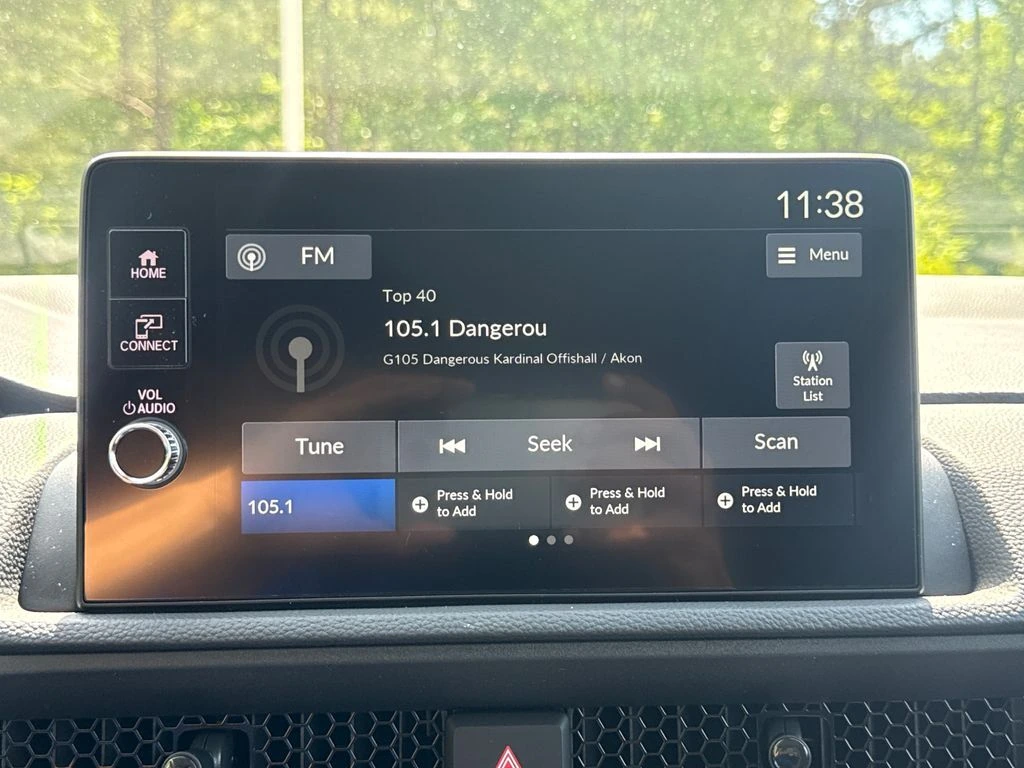 11:38
HOME
FM
Menu
CONNECT
Top 40
105.1 Dangerou
G105 Dangerous Kardinal Offishall / Akon
Station
List
VOL
AUDIO
Tune
Seek
Scan
105.1
Press & Hold
to Add
Press & Hold
to Add
Press & Hold
to Add